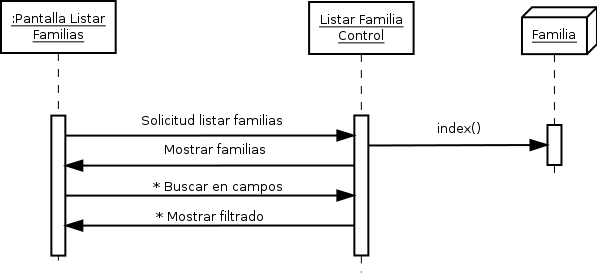 :Pantalla Listar
Familias
Listar Familia
Control
Familia
Solicitud listar familias
index()
Mostrar familias
* Buscar en campos
* Mostrar filtrado